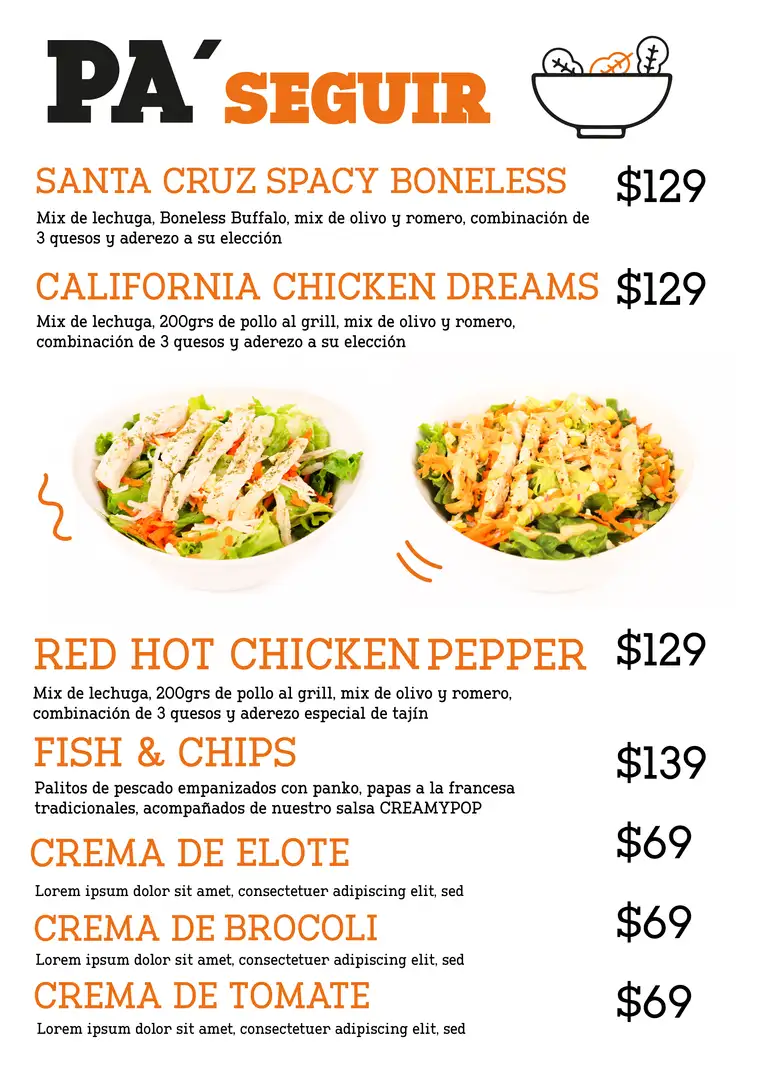 PA´ SEGUIR
SANTA CRUZ SPACY BONELESS $129
Mix de lechuga, Boneless Buffalo, mix de olivo y romero, combinación de
3 quesos y aderezo a su elección
CALIFORNIA CHICKEN DREAMS $129
Mix de lechuga, 200grs de pollo al grill, mix de olivo y romero,
combinación de 3 quesos y aderezo a su elección
RED HOT CHICKEN PEPPER $129
Mix de lechuga, 200grs de pollo al grill, mix de olivo y romero,
combinación de 3 quesos y aderezo especial de tajín
FISH & CHIPS $139
Palitos de pescado empanizados con panko, papas a la francesa
tradicionales, acompañados de nuestro salsa CREAMYPOP
CREMA DE ELOTE $69
Lorem ipsum dolor sit amet, consectetuer adipiscing elit, sed
CREMA DE BROCOLI $69
Lorem ipsum dolor sit amet, consectetuer adipiscing elit, sed
CREMA DE TOMATE $69
Lorem ipsum dolor sit amet, consectetuer adipiscing elit, sed